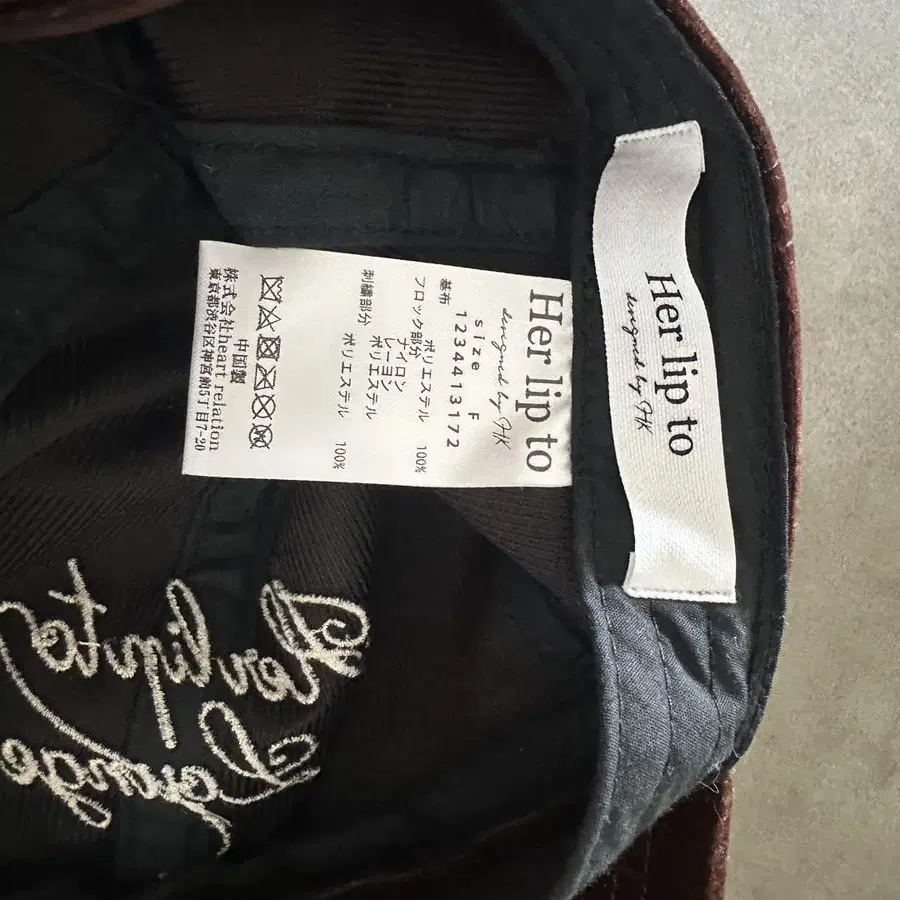 Her lip to
designed by HK
Her lip to
designed by HK
1234413172
size F
基布 ポリエステル 100%
フロック部分 ナイロン
レーヨン
ポリエステル
刺繍部分 ポリエステル 100%
中国製
株式会社heart relation
東京都渋谷区神宮前5丁目7-20
Her lip to
Lounge